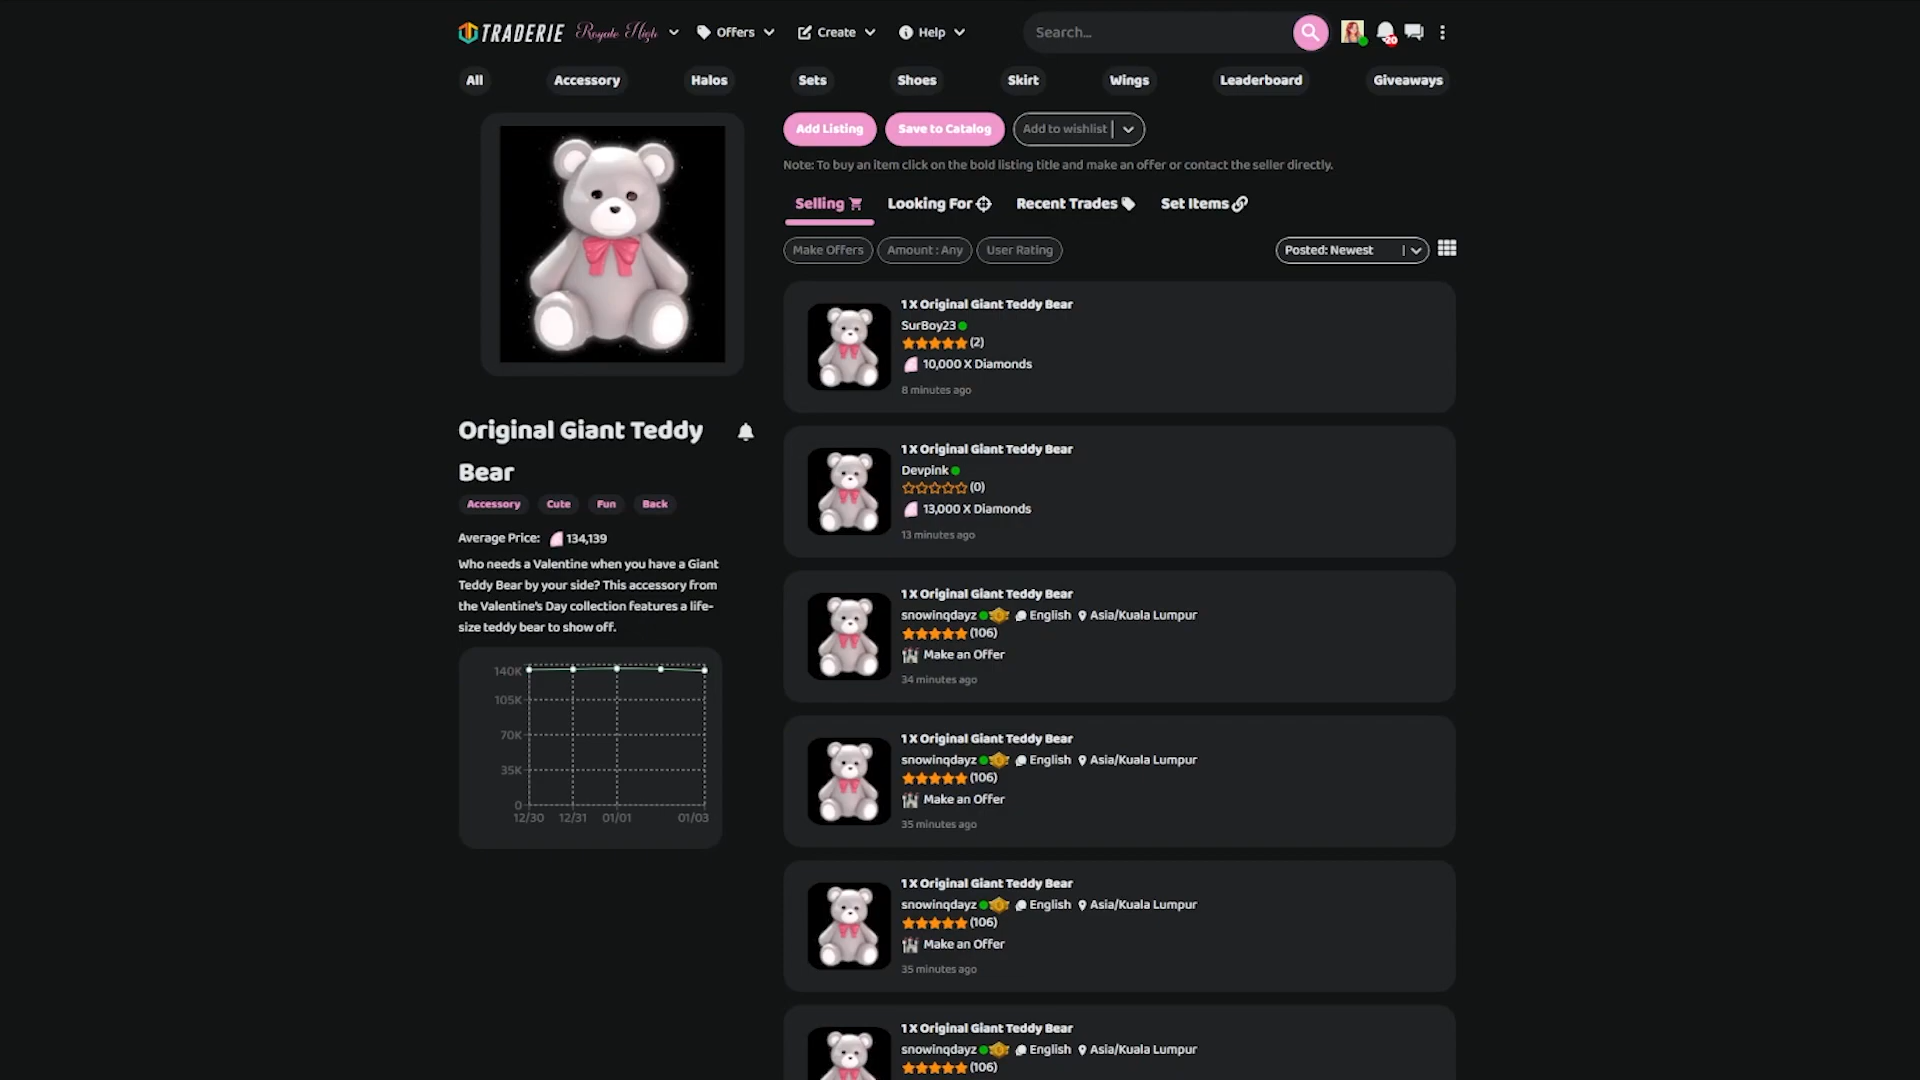 TRADERIE Royale High Offers Create Help Search... 20
All Accessory Halos Sets Shoes Skirt Wings Leaderboard Giveaways
Add Listing Save to Catalog Add to wishlist
Note: To buy an item click on the bold listing title and make an offer or contact the seller directly.
Selling Looking For Recent Trades Set Items
Make Offers Amount : Any User Rating Posted: Newest
Original Giant Teddy
Bear
Accessory Cute Fun Back
Average Price: 134,139
Who needs a Valentine when you have a Giant
Teddy Bear by your side? This accessory from
the Valentine's Day collection features a life-
size teddy bear to show off.
140K
105K
70K
35K
0
12/30 12/31 01/01 01/03
1 X Original Giant Teddy Bear
SurBoy23
(2)
10,000 X Diamonds
8 minutes ago
1 X Original Giant Teddy Bear
Devpink
(0)
13,000 X Diamonds
13 minutes ago
1 X Original Giant Teddy Bear
snowinqdayz English Asia/Kuala Lumpur
(106)
Make an Offer
34 minutes ago
1 X Original Giant Teddy Bear
snowinqdayz English Asia/Kuala Lumpur
(106)
Make an Offer
35 minutes ago
1 X Original Giant Teddy Bear
snowinqdayz English Asia/Kuala Lumpur
(106)
Make an Offer
35 minutes ago
1 X Original Giant Teddy Bear
snowinqdayz English Asia/Kuala Lumpur
(106)